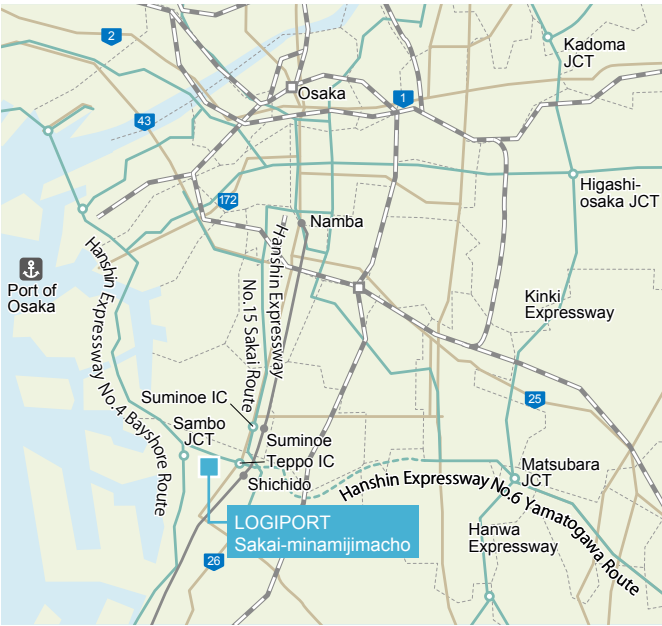 2
Kadoma
JCT
Osaka
1
43
Higashi-
osaka JCT
172
Namba
Hanshin Expressway
No.15 Sakai Route
Port of
Osaka
Hanshin Expressway No.4 Bayshore Route
Kinki
Expressway
25
Suminoe IC
Sambo
JCT
Suminoe
Teppo IC
Shichido
Matsubara
JCT
Hanshin Expressway No.6 Yamatogawa Route
LOGIPORT
Sakai-minamijimacho
Hanwa
Expressway
26